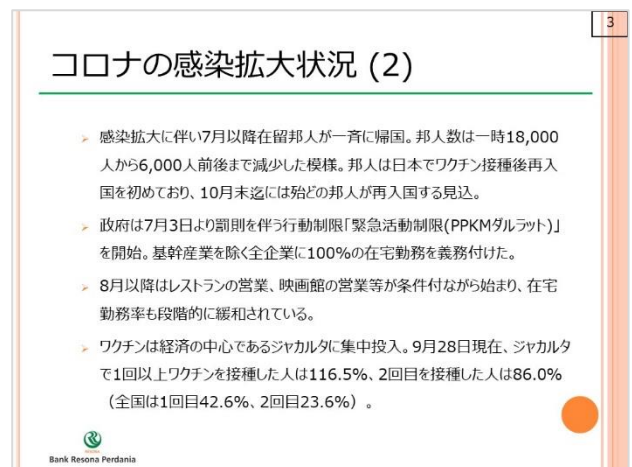 3
コロナの感染拡大状況 (2)
➢ 感染拡大に伴い7月以降在留邦人が一斉に帰国。邦人数は一時18,000
人から6,000人前後まで減少した模様。邦人は日本でワクチン接種後再入
国を初めており、10月末迄には殆どの邦人が再入国する見込。
➢ 政府は7月3日より罰則を伴う行動制限「緊急活動制限(PPKMダルラット)」
を開始。基幹産業を除く全企業に100%の在宅勤務を義務付けた。
➢ 8月以降はレストランの営業、映画館の営業等が条件付ながら始まり、在宅
勤務率も段階的に緩和されている。
➢ ワクチンは経済の中心であるジャカルタに集中投入。9月28日現在、ジャカルタ
で1回以上ワクチンを接種した人は116.5%、2回目を接種した人は86.0%
（全国は1回目42.6%、2回目23.6%）。
RESONA
Bank Resona Perdania